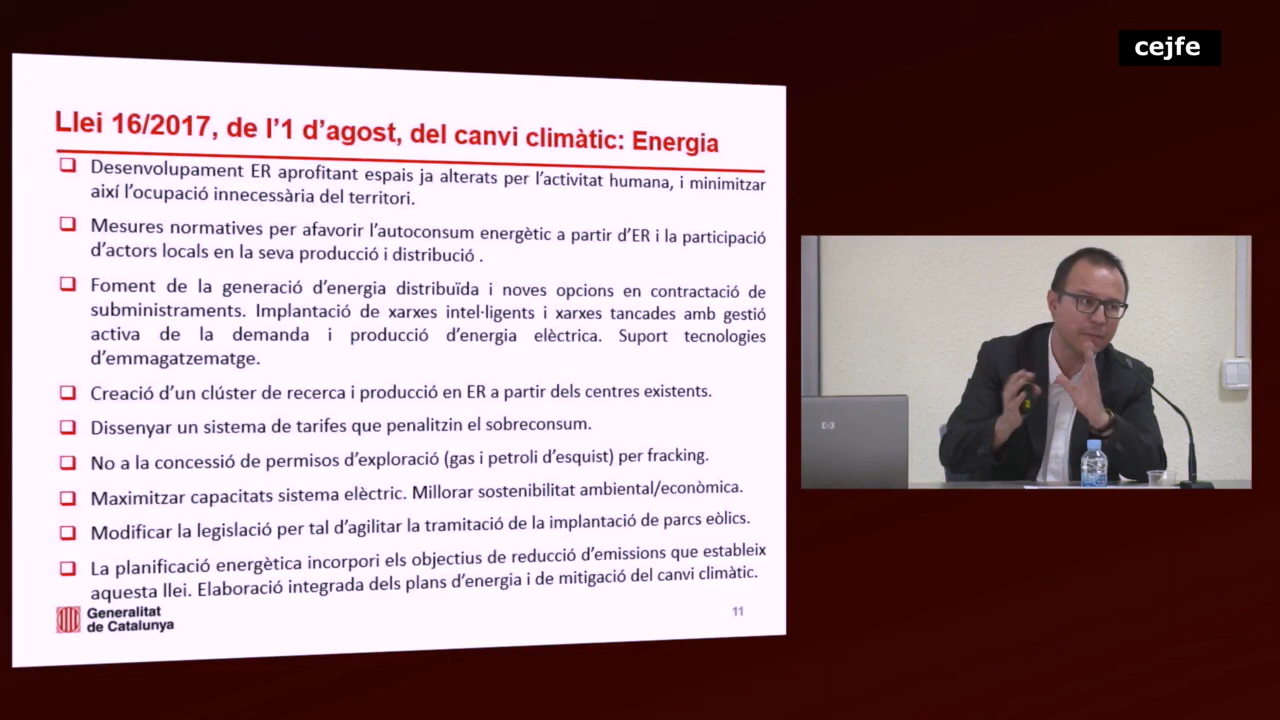 cejfe
Llei 16/2017, de l'1 d'agost, del canvi climàtic: Energia
Desenvolupament ER aprofitant espais ja alterats per l'activitat humana, i minimitzar
així l'ocupació innecessària del territori.
Mesures normatives per afavorir l'autoconsum energètic a partir d'ER i la participació
d'actors locals en la seva producció i distribució .
Foment de la generació d'energia distribuïda i noves opcions en contractació de
subministraments. Implantació de xarxes intel·ligents i xarxes tancades amb gestió
activa de la demanda i producció d'energia elèctrica. Suport tecnologies
d'emmagatzematge.
Creació d'un clúster de recerca i producció en ER a partir dels centres existents.
Dissenyar un sistema de tarifes que penalitzin el sobreconsum.
No a la concessió de permisos d'exploració (gas i petroli d'esquist) per fracking.
Maximitzar capacitats sistema elèctric. Millorar sostenibilitat ambiental/econòmica.
Modificar la legislació per tal d'agilitar la tramitació de la implantació de parcs eòlics.
La planificació energètica incorpori els objectius de reducció d'emissions que estableix
aquesta llei. Elaboració integrada dels plans d'energia i de mitigació del canvi climàtic.
Generalitat
de Catalunya
11
hp